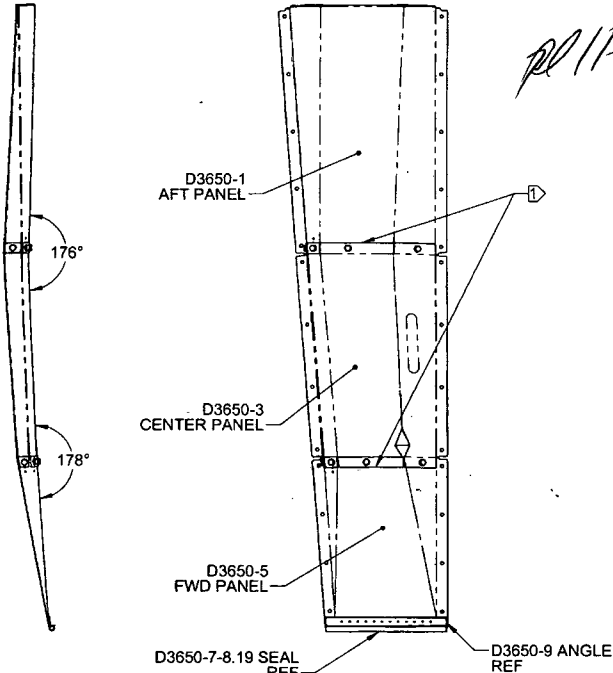 D3650-1
AFT PANEL
1
176°
D3650-3
CENTER PANEL
178°
D3650-5
FWD PANEL
D3650-7-8.19 SEAL
REF
D3650-9 ANGLE
REF